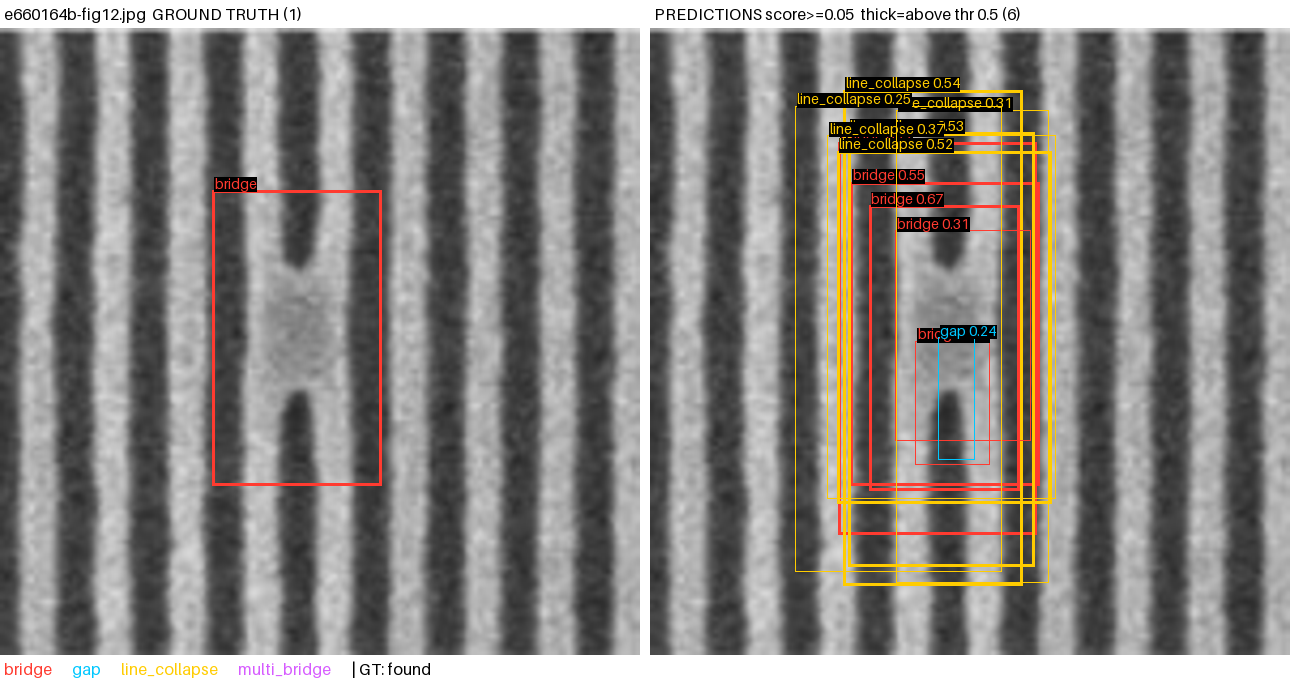 e660164b-fig12.jpg GROUND TRUTH (1)
PREDICTIONS score>=0.05 thick=above thr 0.5 (6)
line_collapse 0.54
line_collapse 0.25
e_collapse 0.31
.53
line_collapse 0.37
line_collapse 0.52
bridge 0.55
bridge
bridge 0.67
bridge 0.31
gap 0.24
bridge gap line_collapse multi_bridge | GT: found